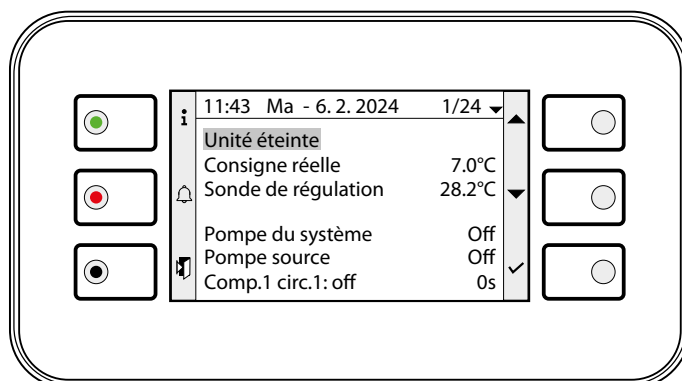 11:43 Ma - 6. 2. 2024 1/24
Unité éteinte
Consigne réelle 7.0°C
Sonde de régulation 28.2°C
Pompe du système Off
Pompe source Off
Comp.1 circ.1: off 0s